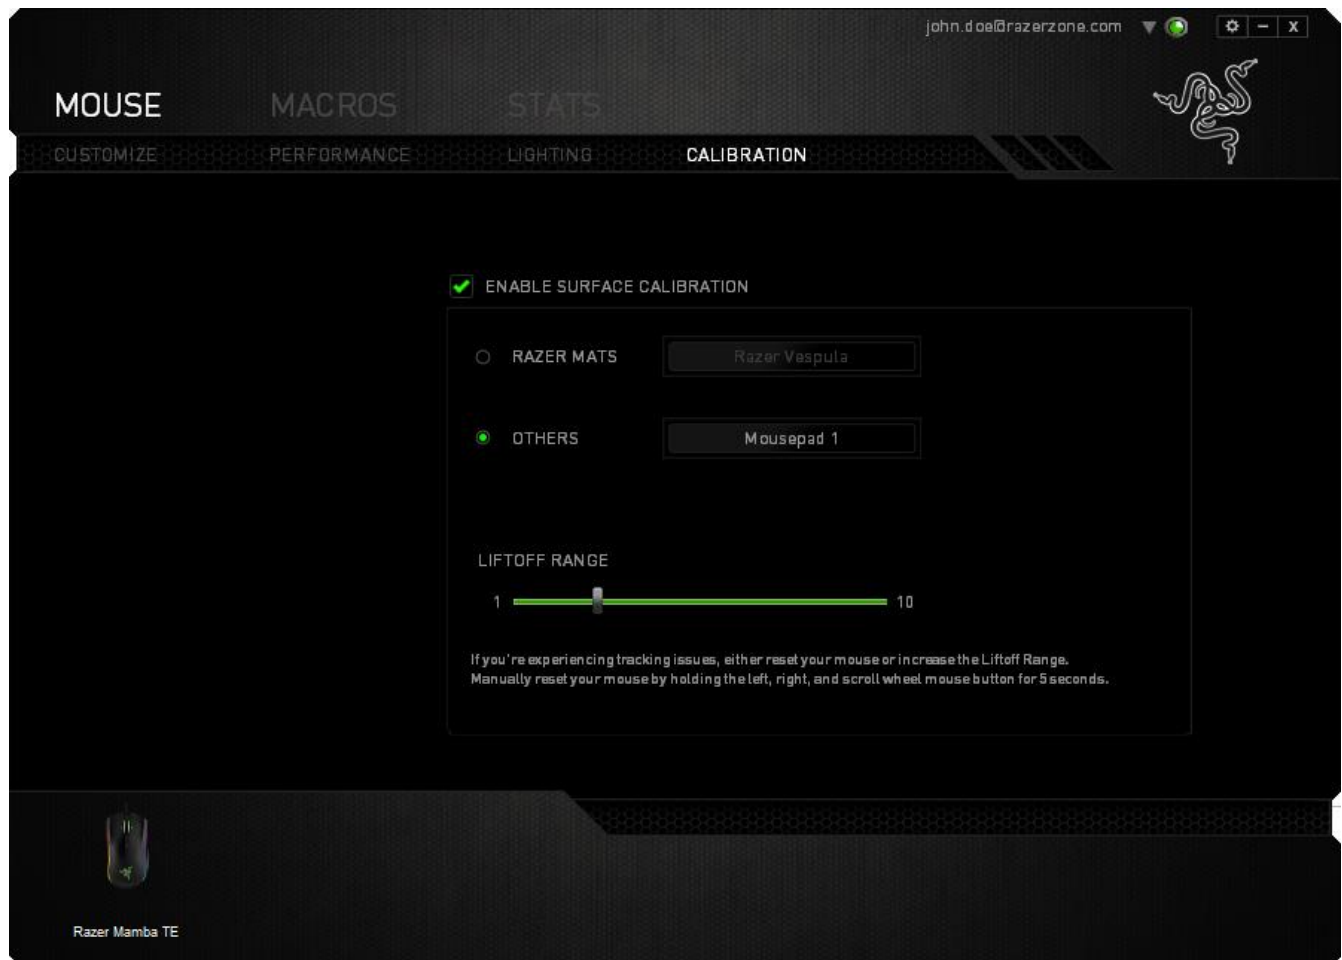 john.doe@razerzone.com
X
MOUSE MACROS STATS
CUSTOMIZE PERFORMANCE LIGHTING CALIBRATION
ENABLE SURFACE CALIBRATION
RAZER MATS Razer Vespula
OTHERS Mousepad 1
LIFTOFF RANGE
1 10
If you're experiencing tracking issues, either reset your mouse or increase the Liftoff Range.
Manually reset your mouse by holding the left, right, and scroll wheel mouse button for 5 seconds.
Razer Mamba TE